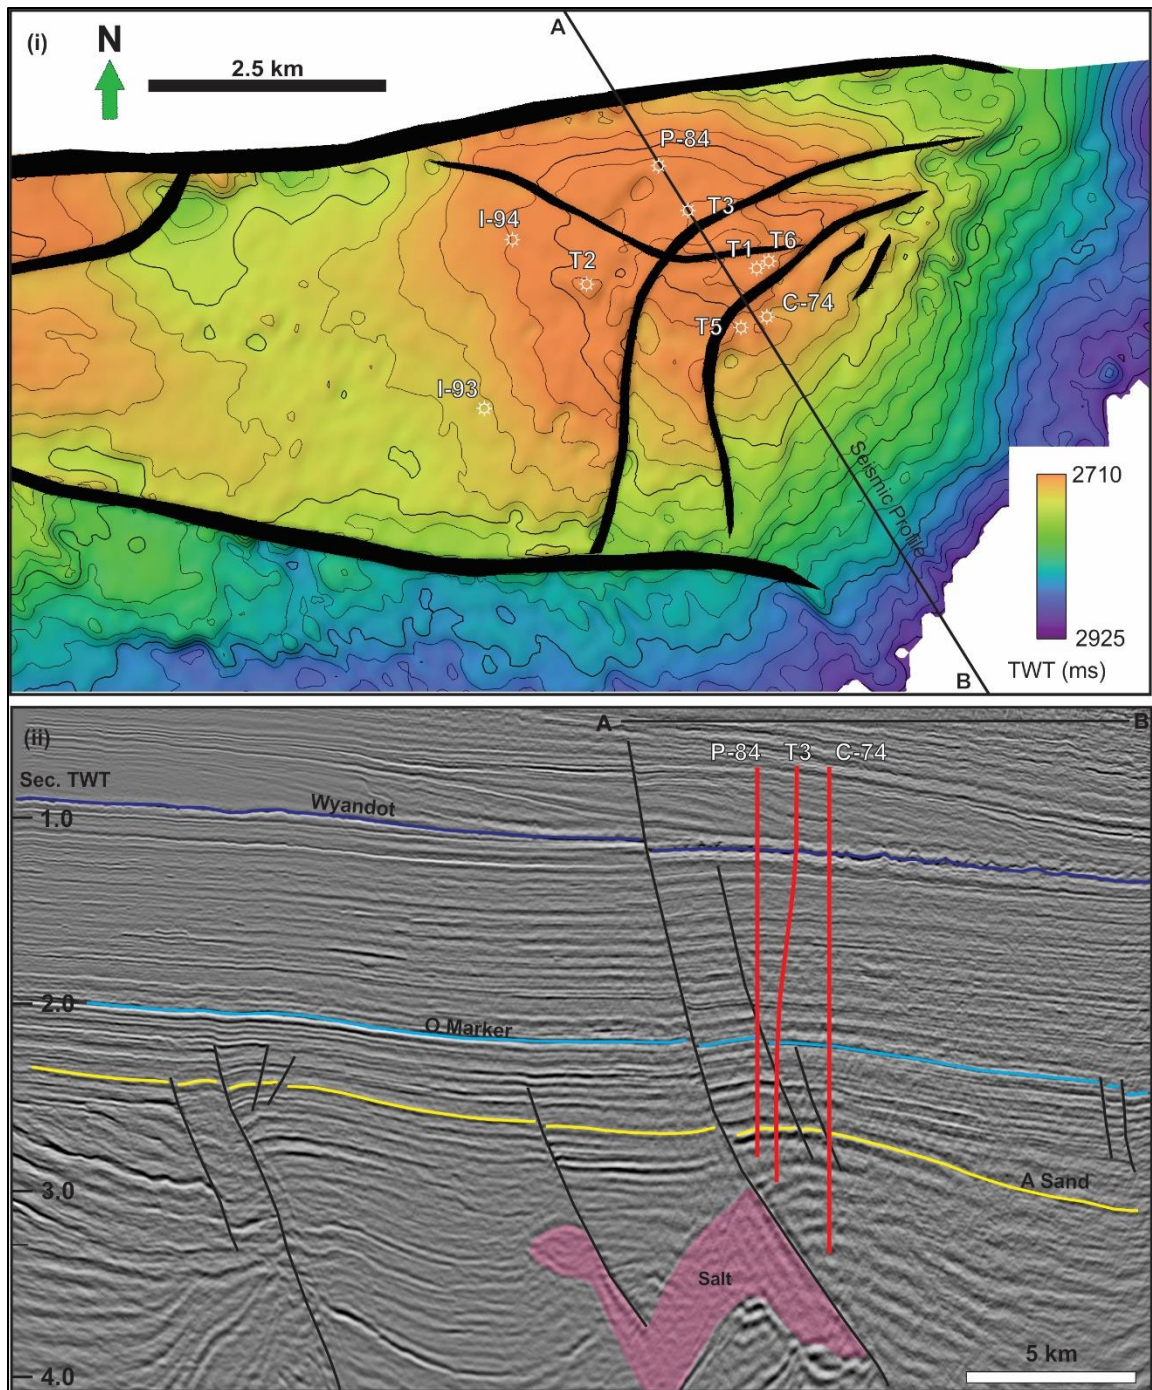 (i)
N
2.5 km
A
P-84
T3
I-94
T2
T1
T6
C-74
T5
I-93
Seismic Profile
2710
2925
TWT (ms)
B
(ii)
A
B
P-84
T3
C-74
Sec. TWT
1.0
Wyandot
2.0
O Marker
3.0
A Sand
Salt
5 km
4.0